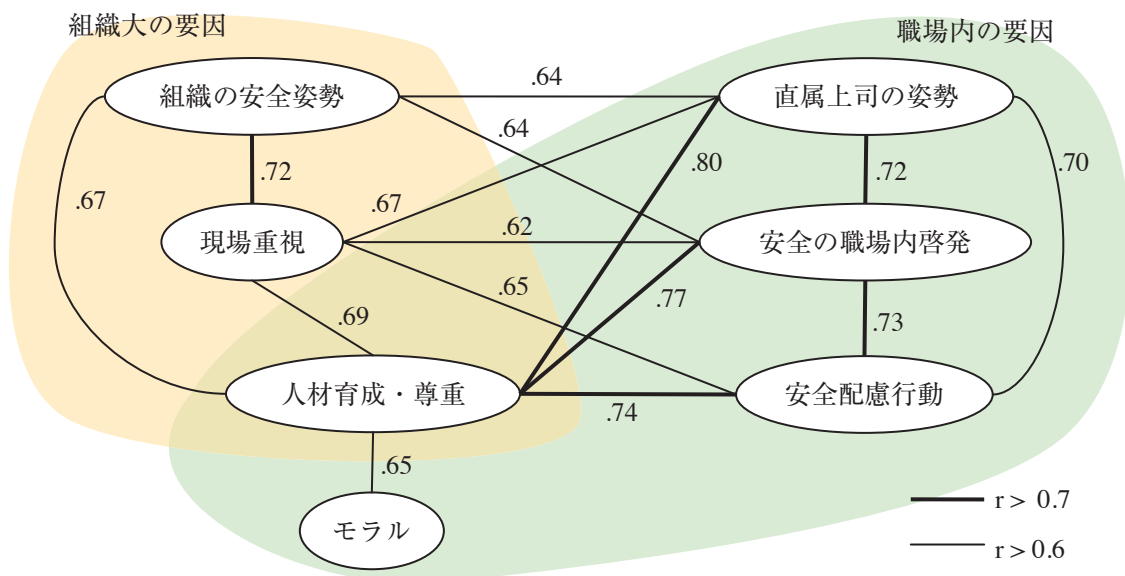 組織大の要因
職場内の要因
組織の安全姿勢
.64
直属上司の姿勢
.64
.80
.72
.72
.70
.67
.67
現場重視
.62
安全の職場内啓発
.65
.77
.69
.73
人材育成・尊重
.74
安全配慮行動
.65
モラル
r > 0.7
r > 0.6